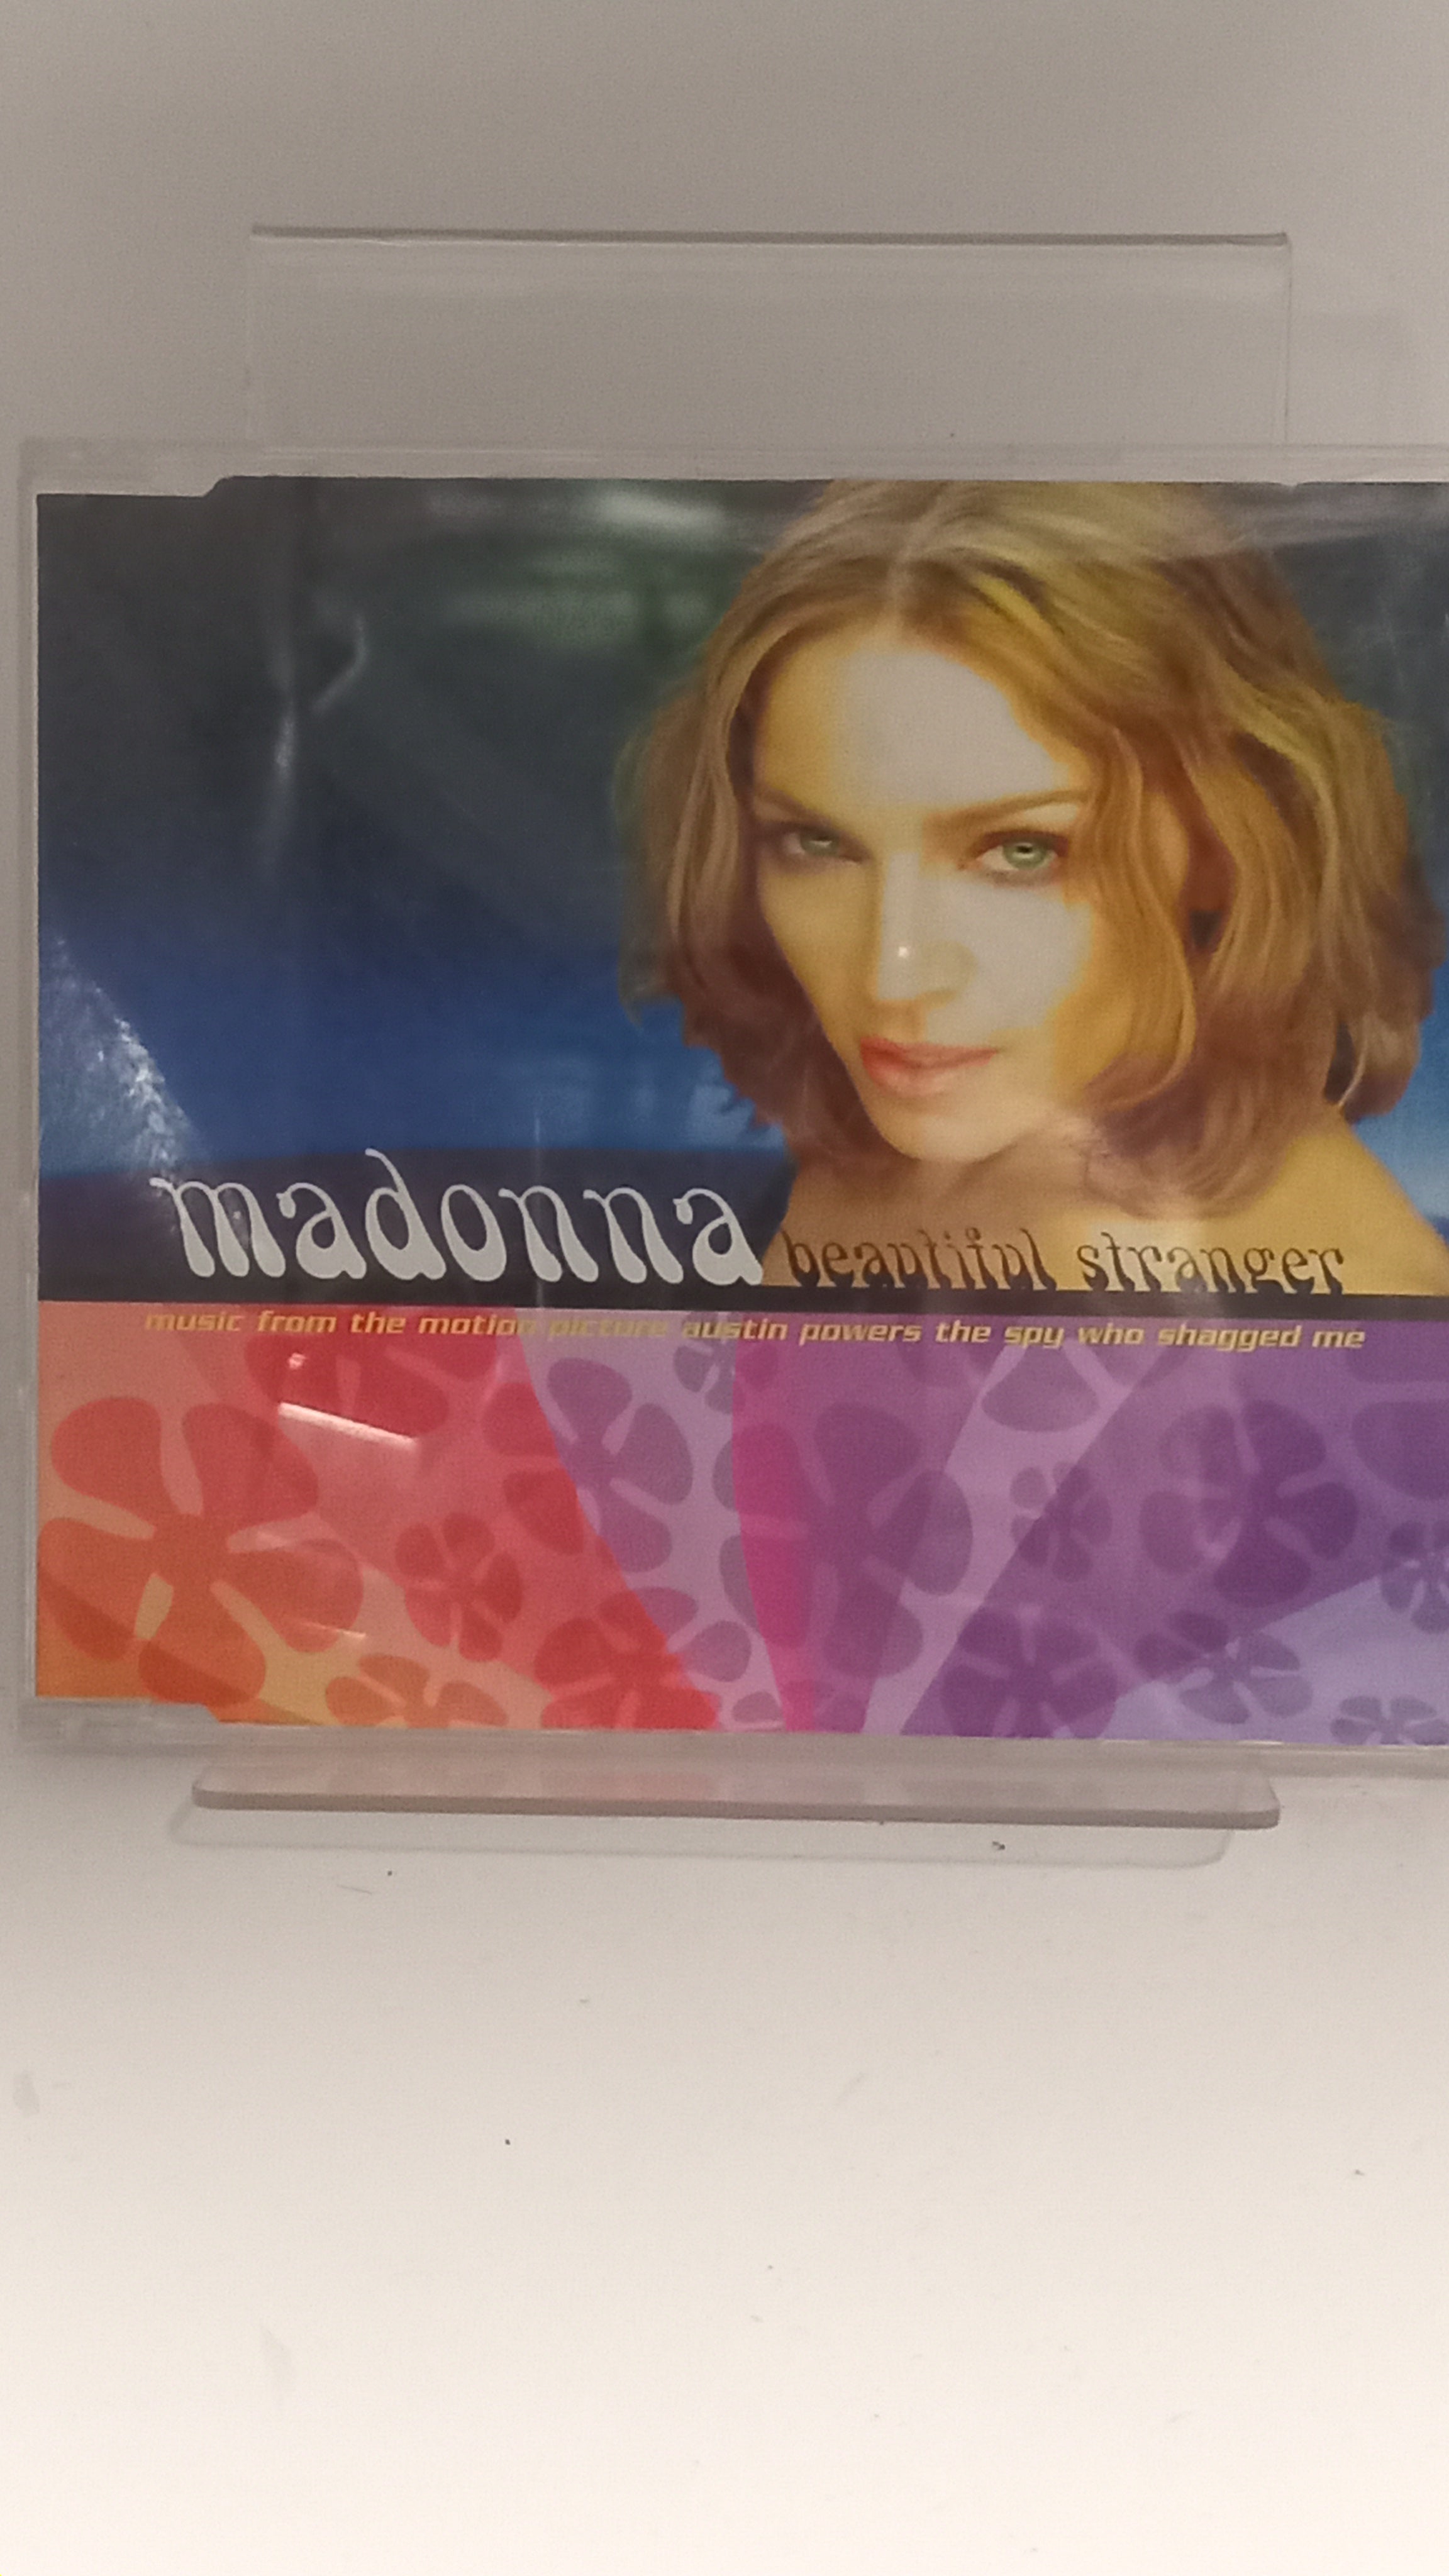 madonna beautiful stranger
music from the motion picture austin powers the spy who shagged me